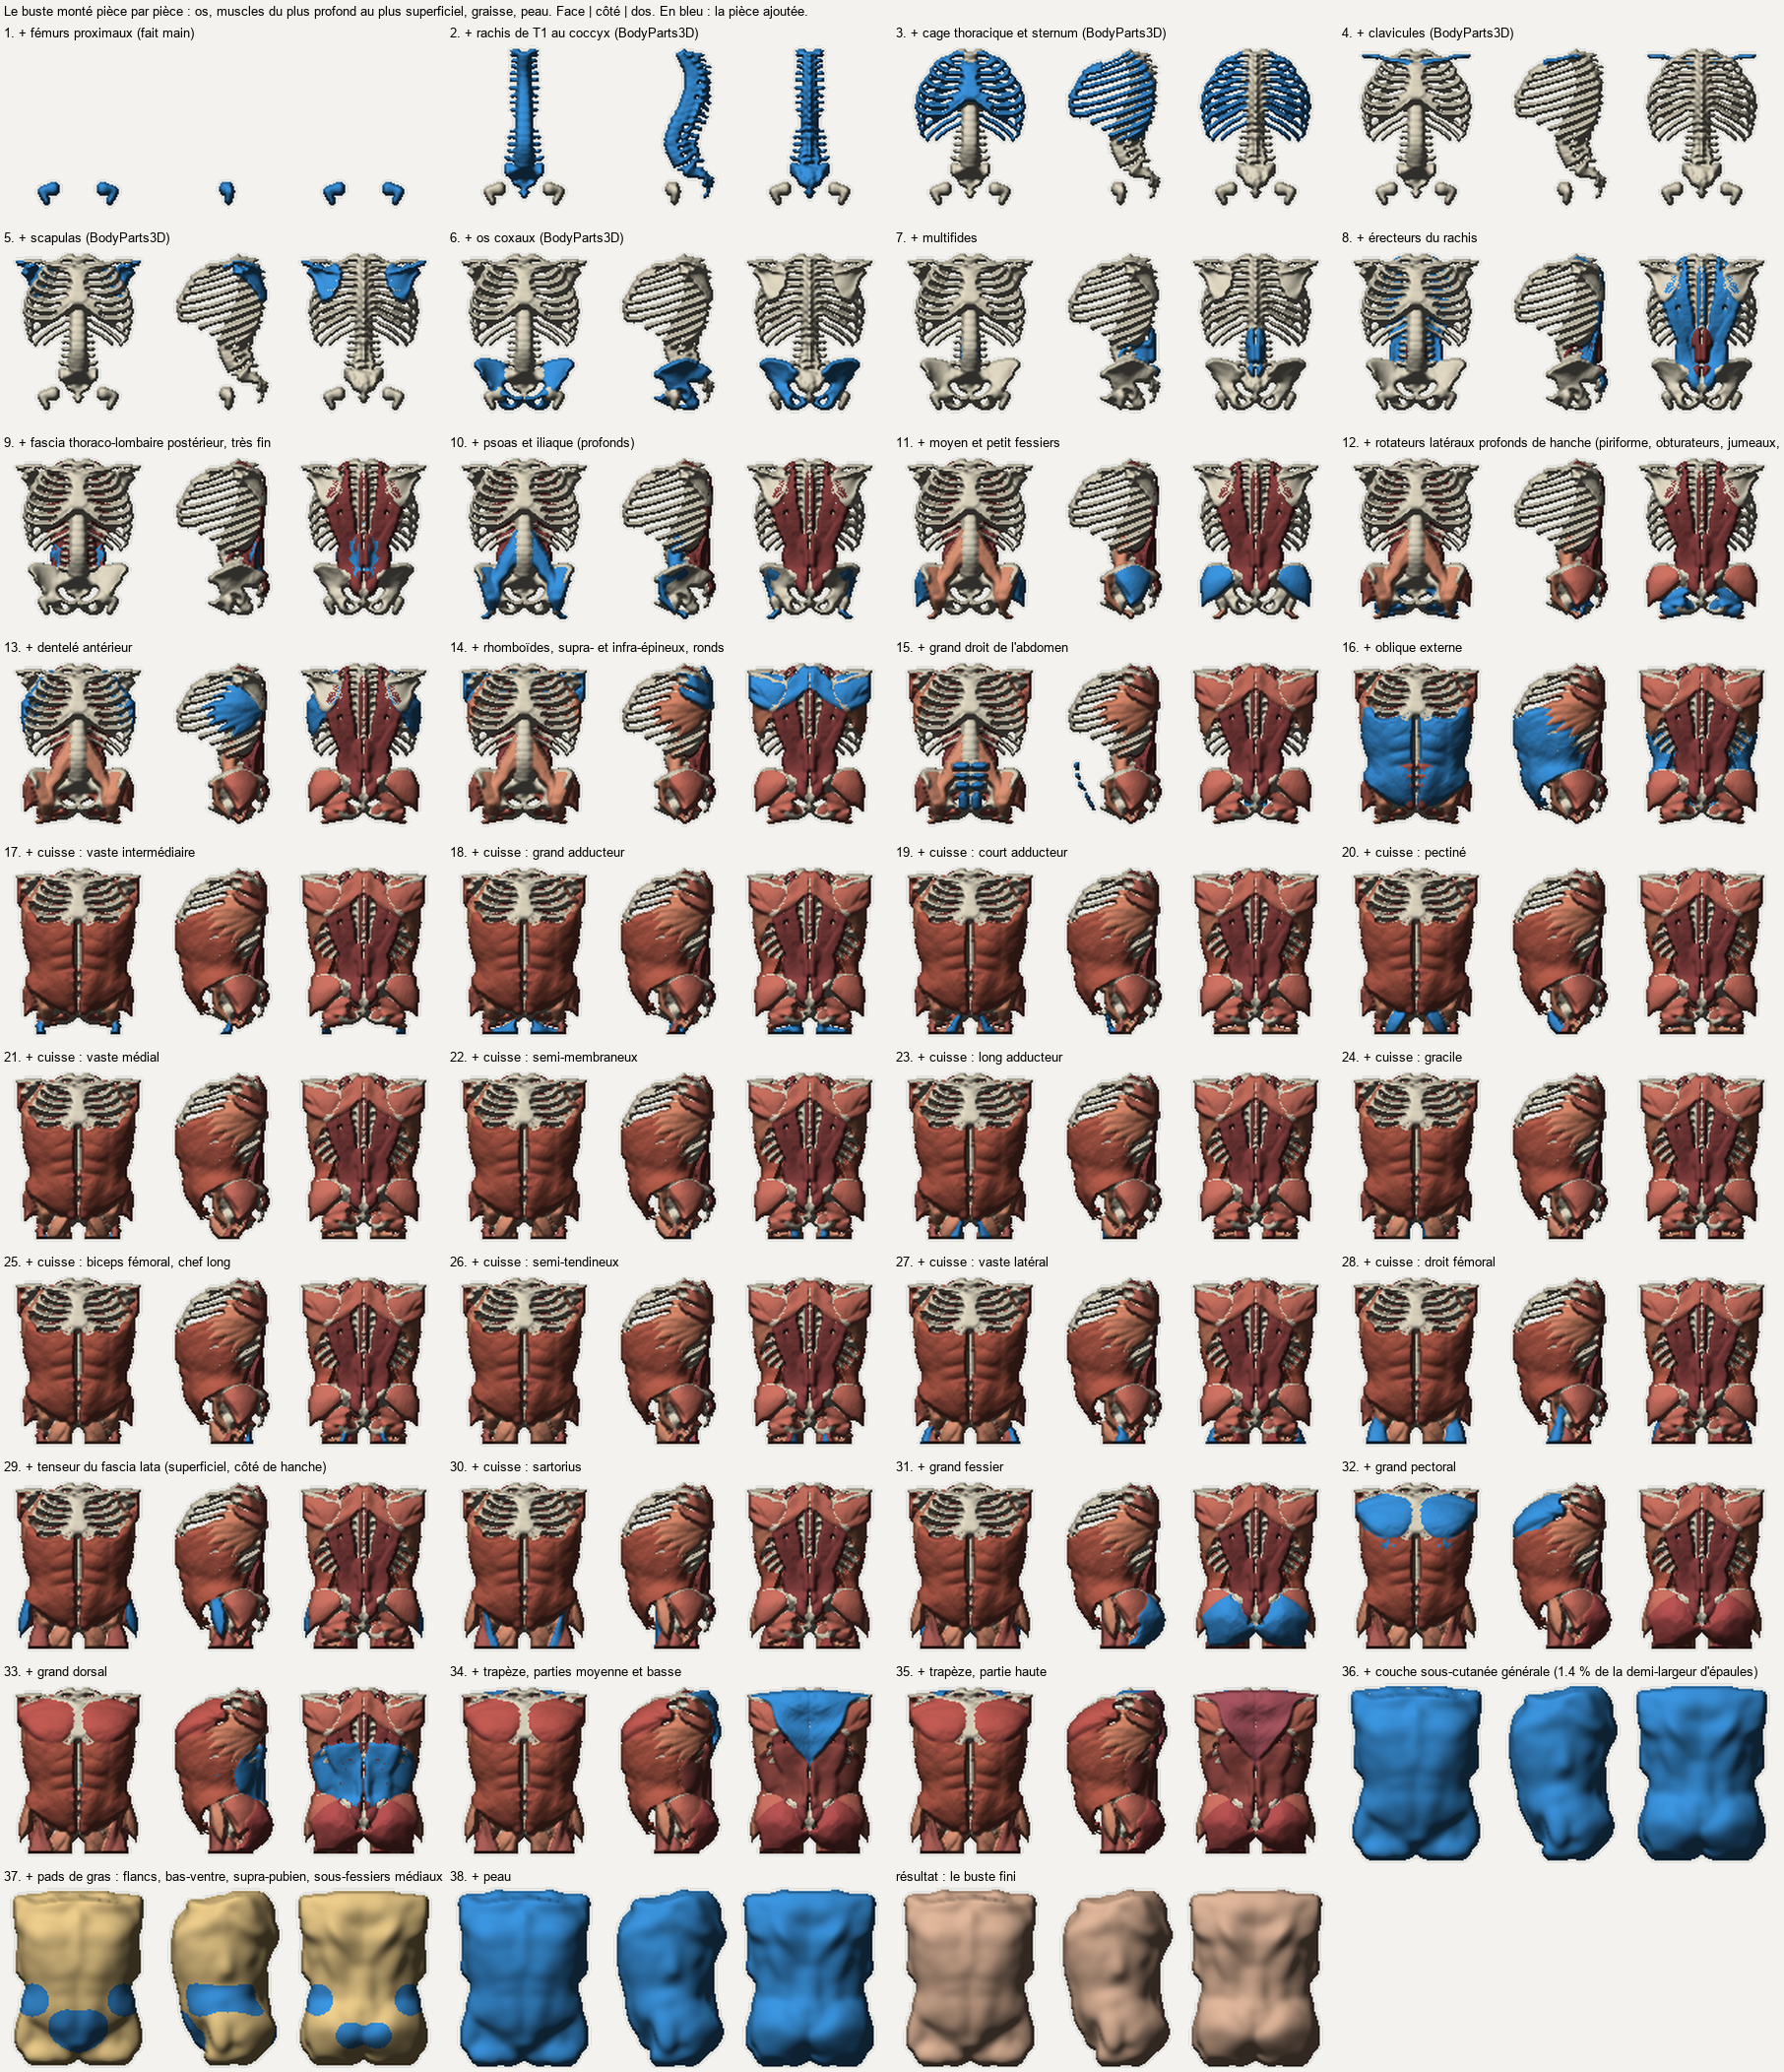 Le buste monté pièce par pièce : os, muscles du plus profond au plus superficiel, graisse, peau. Face | côté | dos. En bleu : la pièce ajoutée.
1. + fémurs proximaux (fait main)
2. + rachis de T1 au coccyx (BodyParts3D)
3. + cage thoracique et sternum (BodyParts3D)
4. + clavicules (BodyParts3D)
5. + scapulas (BodyParts3D)
6. + os coxaux (BodyParts3D)
7. + multifides
8. + érecteurs du rachis
9. + fascia thoraco-lombaire postérieur, très fin
10. + psoas et iliaque (profonds)
11. + moyen et petit fessiers
12. + rotateurs latéraux profonds de hanche (piriforme, obturateurs, jumeaux,
13. + dentelé antérieur
14. + rhomboïdes, supra- et infra-épineux, ronds
15. + grand droit de l'abdomen
16. + oblique externe
17. + cuisse : vaste intermédiaire
18. + cuisse : grand adducteur
19. + cuisse : court adducteur
20. + cuisse : pectiné
21. + cuisse : vaste médial
22. + cuisse : semi-membraneux
23. + cuisse : long adducteur
24. + cuisse : gracile
25. + cuisse : biceps fémoral, chef long
26. + cuisse : semi-tendineux
27. + cuisse : vaste latéral
28. + cuisse : droit fémoral
29. + tenseur du fascia lata (superficiel, côté de hanche)
30. + cuisse : sartorius
31. + grand fessier
32. + grand pectoral
33. + grand dorsal
34. + trapèze, parties moyenne et basse
35. + trapèze, partie haute
36. + couche sous-cutanée générale (1.4 % de la demi-largeur d'épaules)
37. + pads de gras : flancs, bas-ventre, supra-pubien, sous-fessiers médiaux
38. + peau
résultat : le buste fini